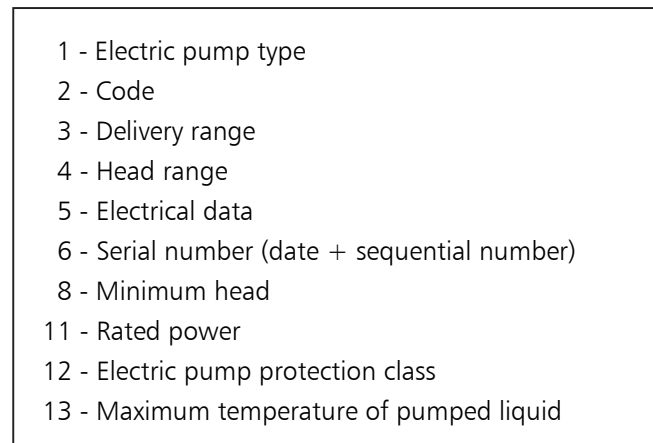 1 - Electric pump type
2 - Code
3 - Delivery range
4 - Head range
5 - Electrical data
6 - Serial number (date + sequential number)
8 - Minimum head
11 - Rated power
12 - Electric pump protection class
13 - Maximum temperature of pumped liquid